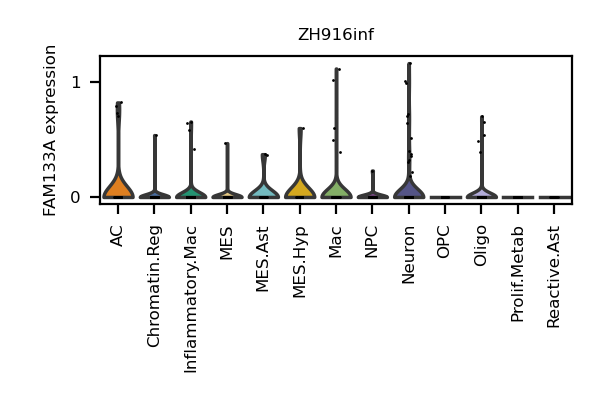 ZH916inf
FAM133A expression
1
0
AC
Chromatin.Reg
Inflammatory.Mac
MES
MES.Ast
MES.Hyp
Mac
NPC
Neuron
OPC
Oligo
Prolif.Metab
Reactive.Ast